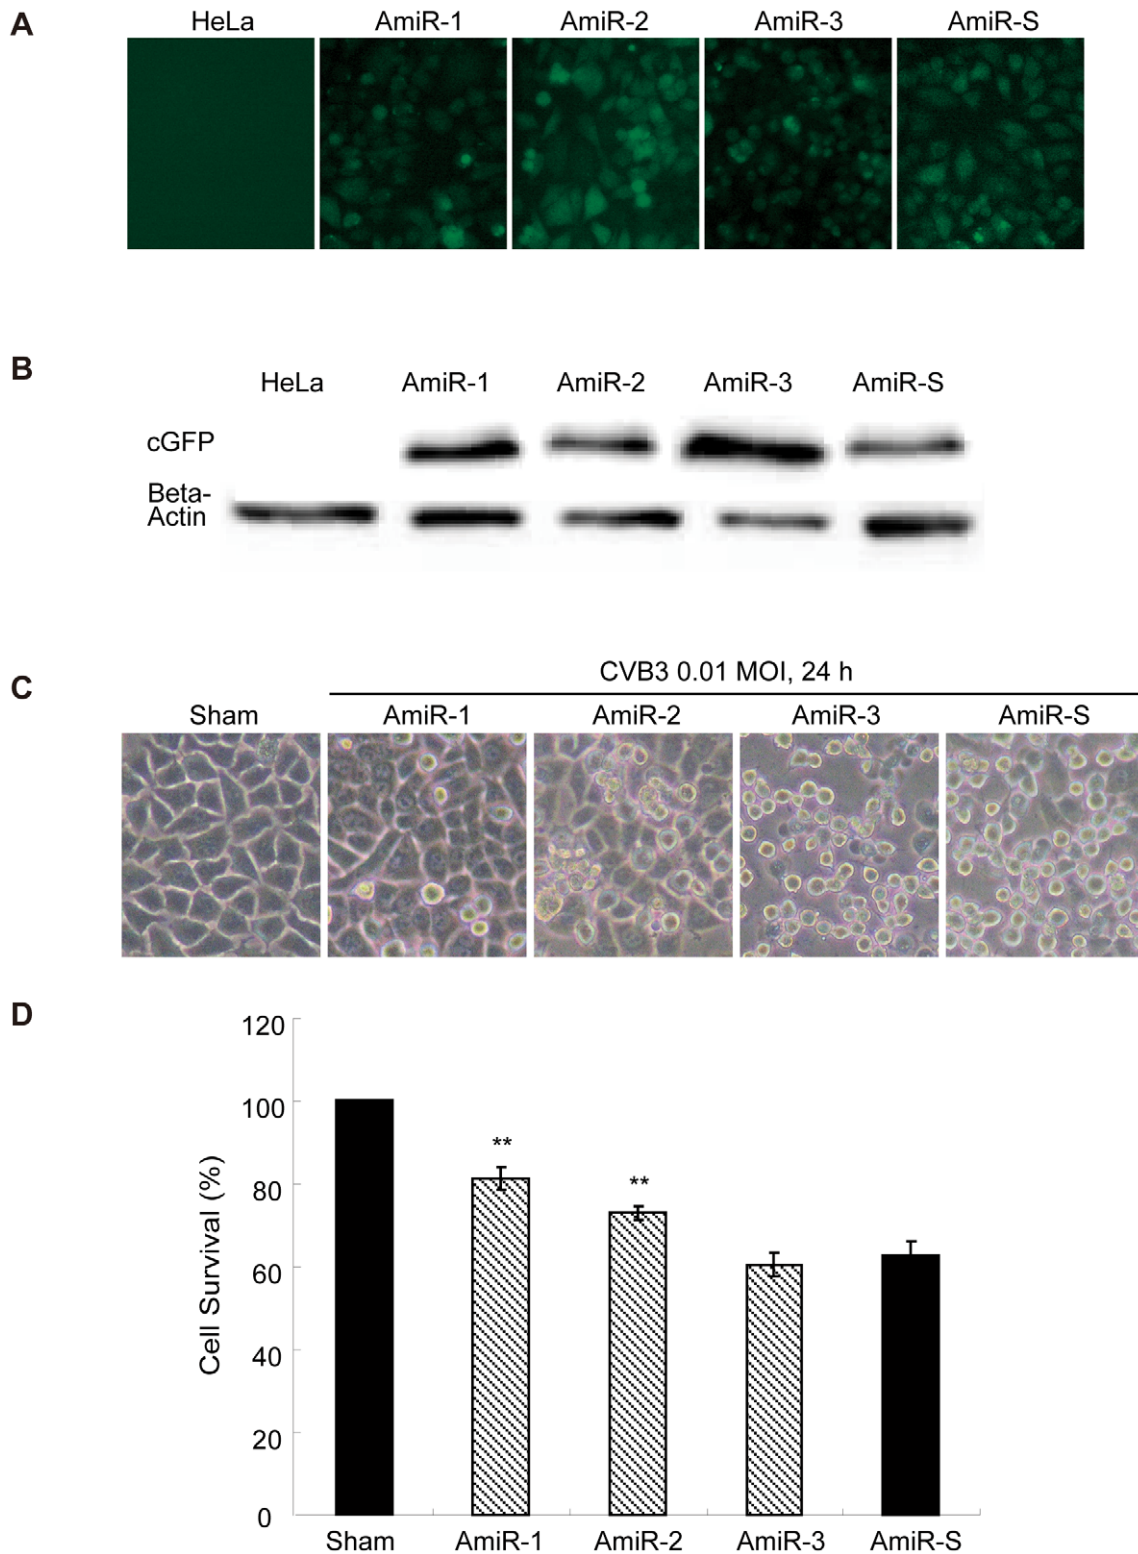 A
HeLa AmiR-1 AmiR-2 AmiR-3 AmiR-S
B
HeLa AmiR-1 AmiR-2 AmiR-3 AmiR-S
cGFP
Beta-
Actin
C
CVB3 0.01 MOI, 24 h
Sham AmiR-1 AmiR-2 AmiR-3 AmiR-S
D
Cell Survival (%)
120
100
80
60
40
20
0
**
**
Sham AmiR-1 AmiR-2 AmiR-3 AmiR-S